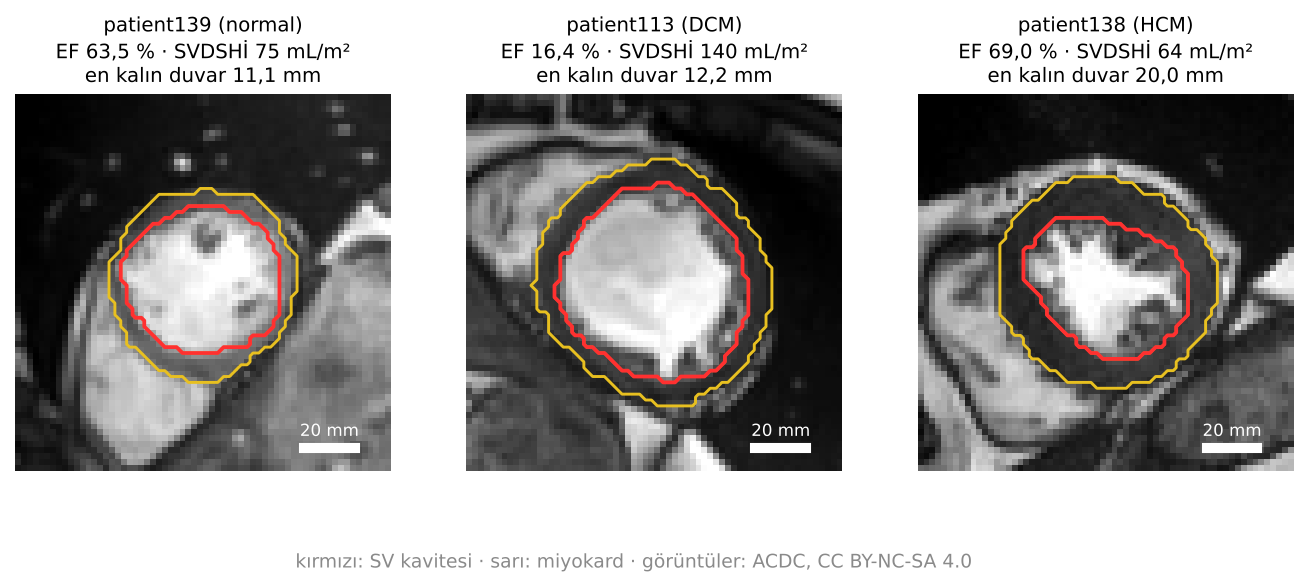 patient139 (normal)
EF 63,5 % · SVDSHİ 75 mL/m²
en kalın duvar 11,1 mm
patient113 (DCM)
EF 16,4 % · SVDSHİ 140 mL/m²
en kalın duvar 12,2 mm
patient138 (HCM)
EF 69,0 % · SVDSHİ 64 mL/m²
en kalın duvar 20,0 mm
20 mm
20 mm
20 mm
kırmızı: SV kavitesi · sarı: miyokard · görüntüler: ACDC, CC BY-NC-SA 4.0